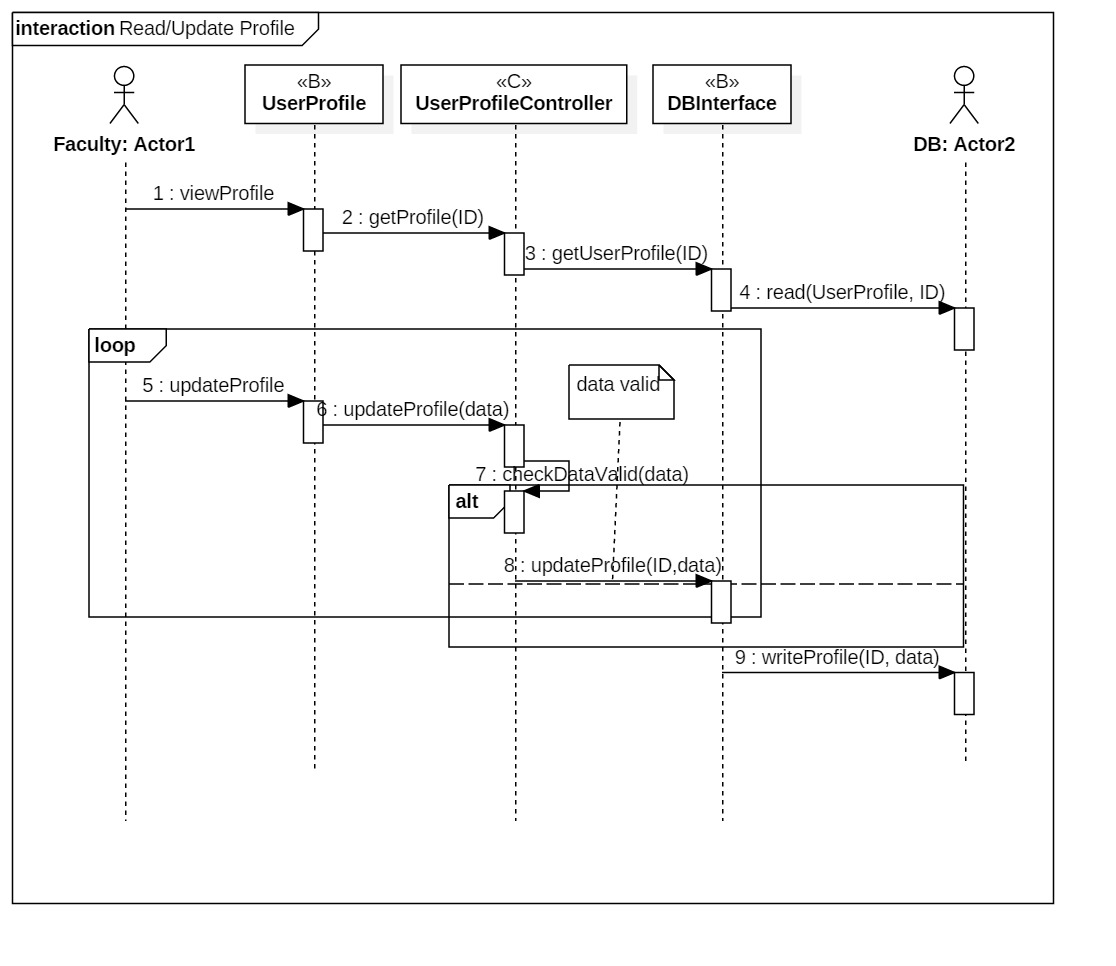 interaction Read/Update Profile
«B»
UserProfile
«C»
UserProfileController
«B»
DBInterface
Faculty: Actor1
DB: Actor2
1 : viewProfile
2 : getProfile(ID)
3 : getUserProfile(ID)
4 : read(UserProfile, ID)
loop
5 : updateProfile
data valid
6 : updateProfile(data)
7 : checkDataValid(data)
alt
8 : updateProfile(ID,data)
9 : writeProfile(ID, data)